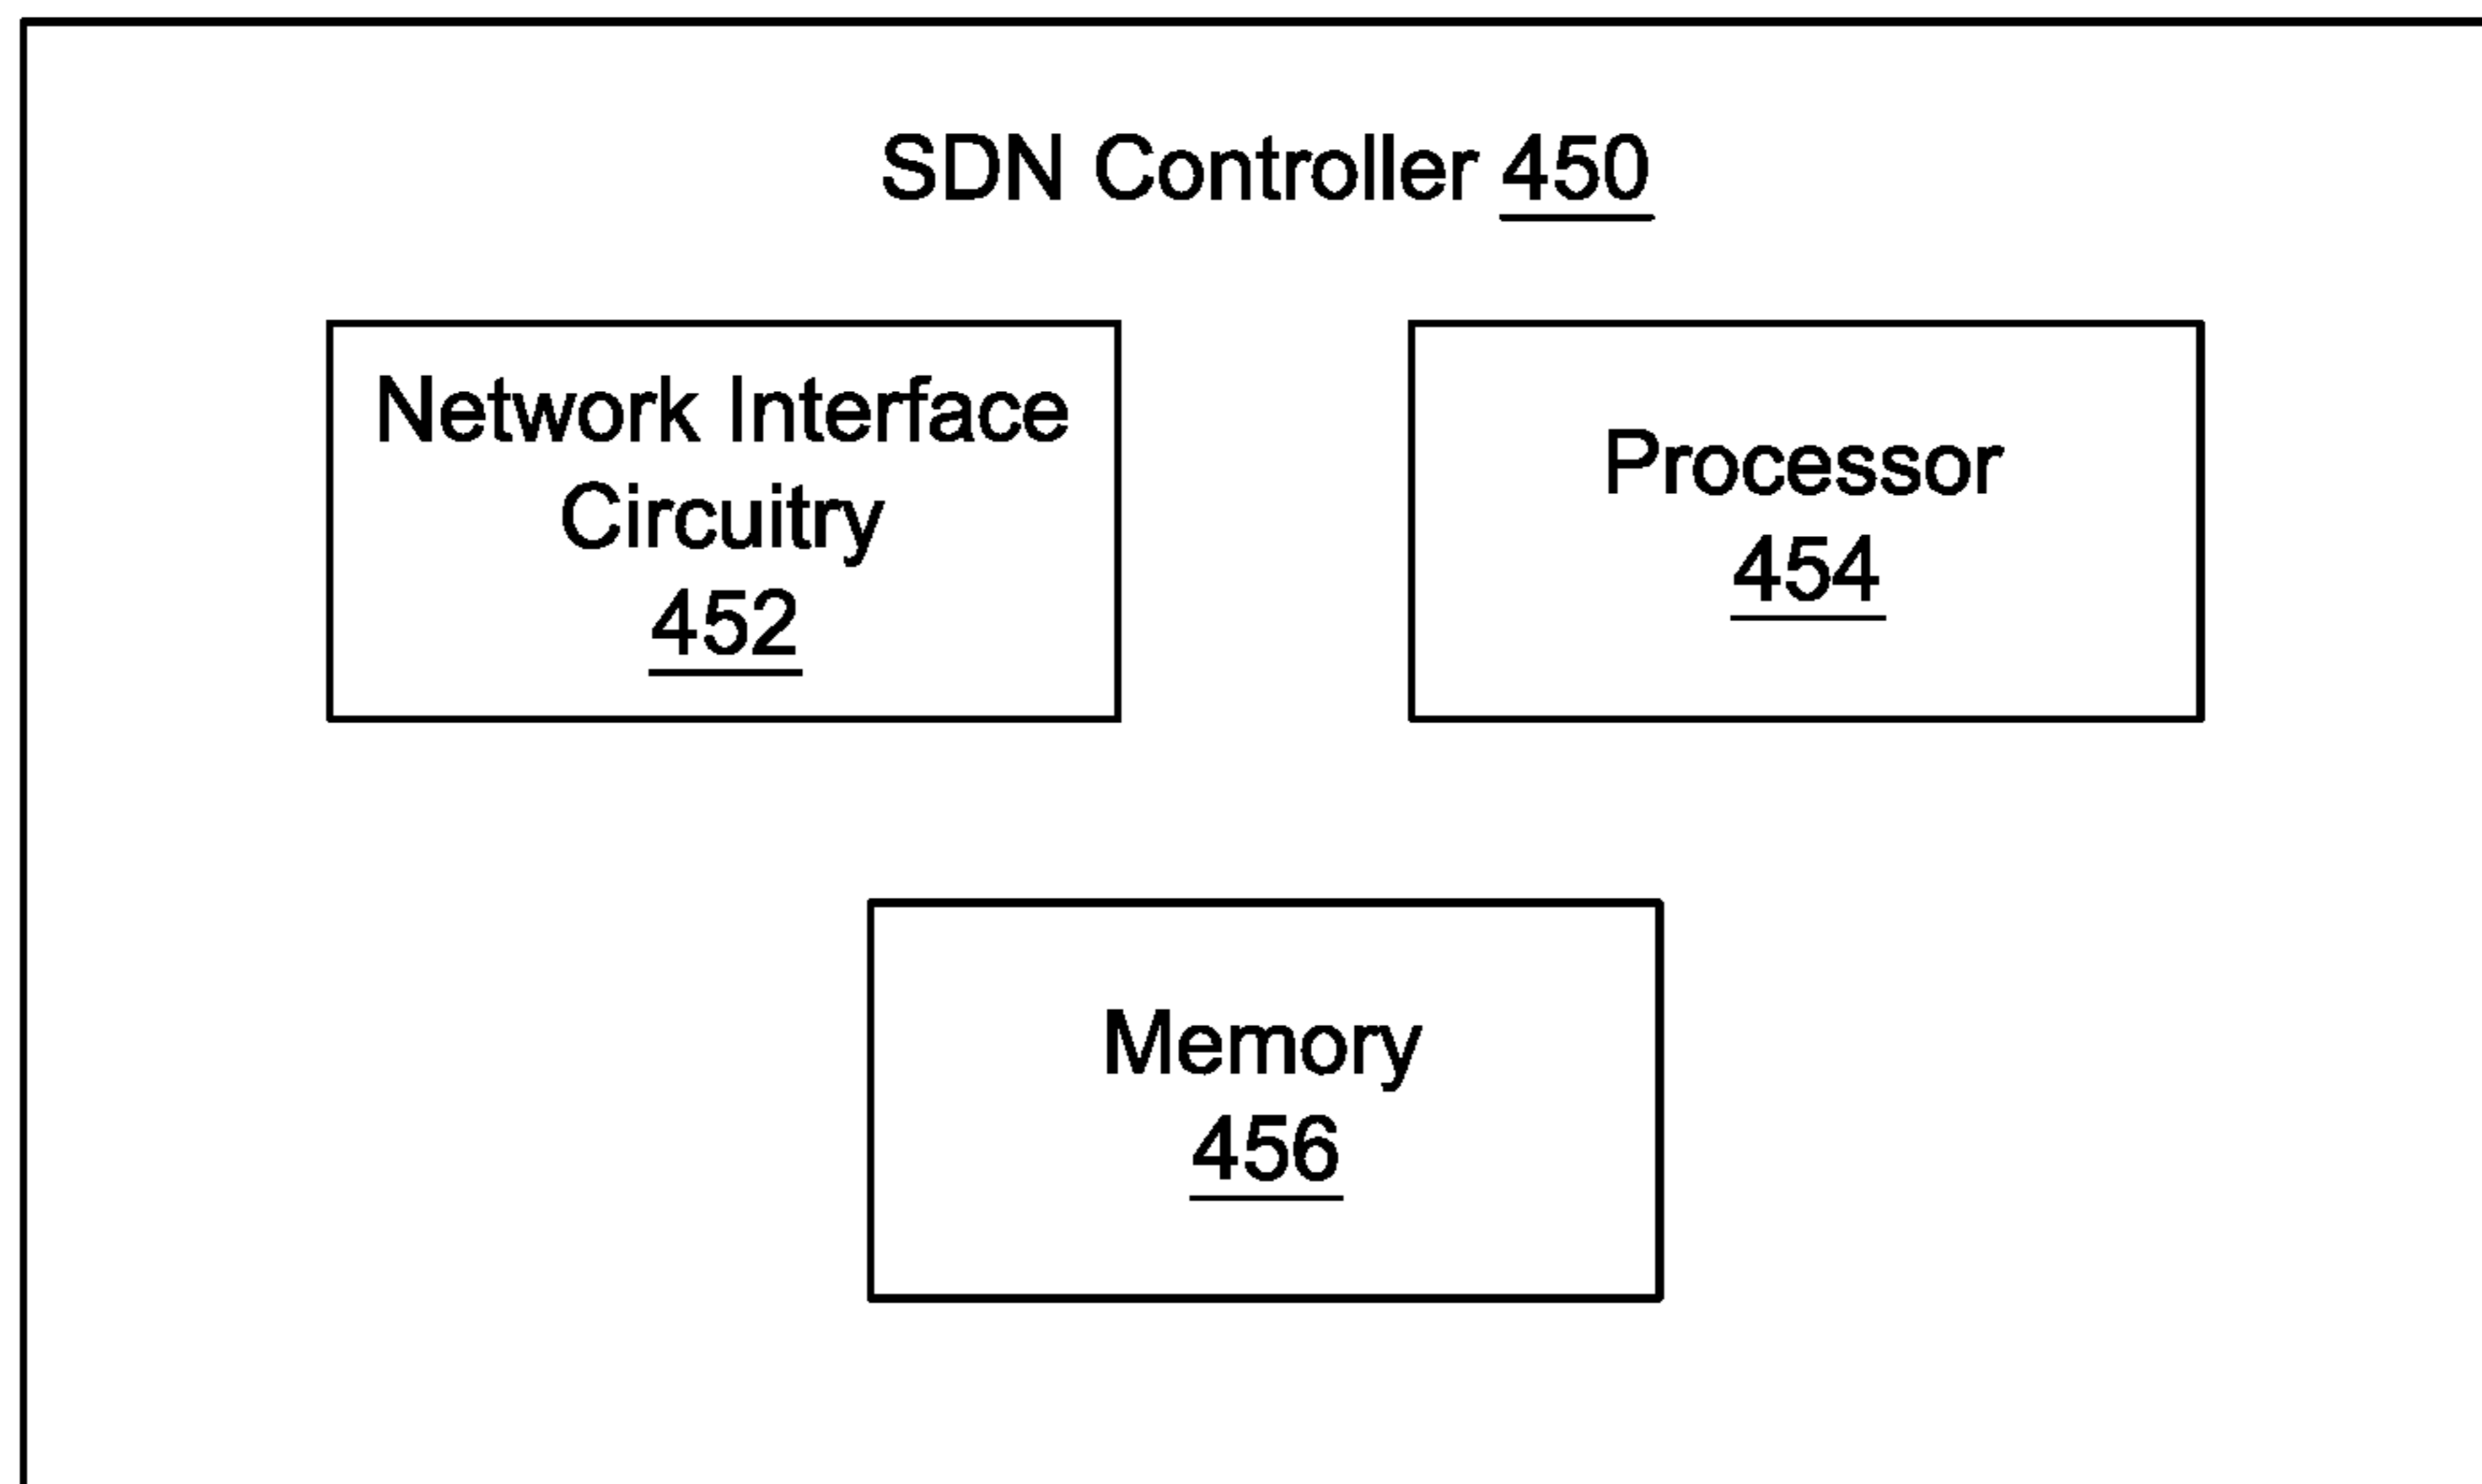 SDN Controller 450
Network Interface
Circuitry
452
Processor
454
Memory
456